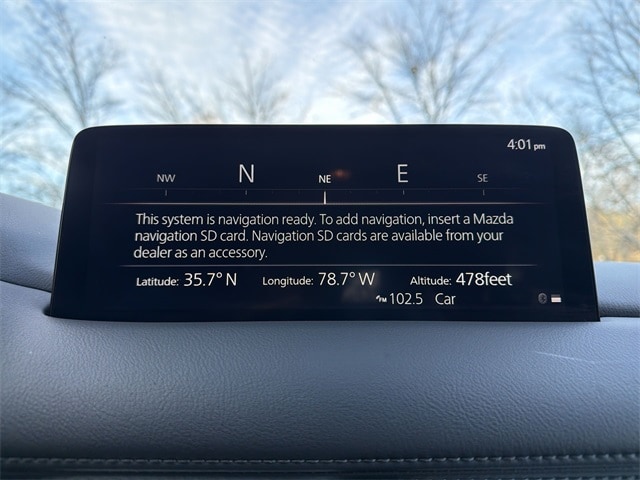 4:01 pm
NW N NE E SE
This system is navigation ready. To add navigation, insert a Mazda
navigation SD card. Navigation SD cards are available from your
dealer as an accessory.
Latitude: 35.7° N Longitude: 78.7° W Altitude: 478feet
FM 102.5 Car